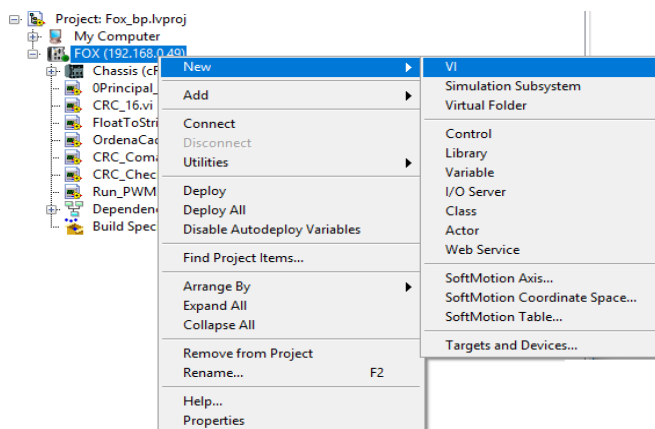 Project: Fox_bp.lvproj
My Computer
FOX (192.168.0.49)
Chassis (cF
0Principal_
CRC_16.vi
FloatToStri
OrdenaCad
CRC_Coma
CRC_Chec
Run_PWM
Dependen
Build Spec
New
Add
Connect
Disconnect
Utilities
Deploy
Deploy All
Disable Autodeploy Variables
Find Project Items...
Arrange By
Expand All
Collapse All
Remove from Project
Rename... F2
Help...
Properties
VI
Simulation Subsystem
Virtual Folder
Control
Library
Variable
I/O Server
Class
Actor
Web Service
SoftMotion Axis...
SoftMotion Coordinate Space...
SoftMotion Table...
Targets and Devices...